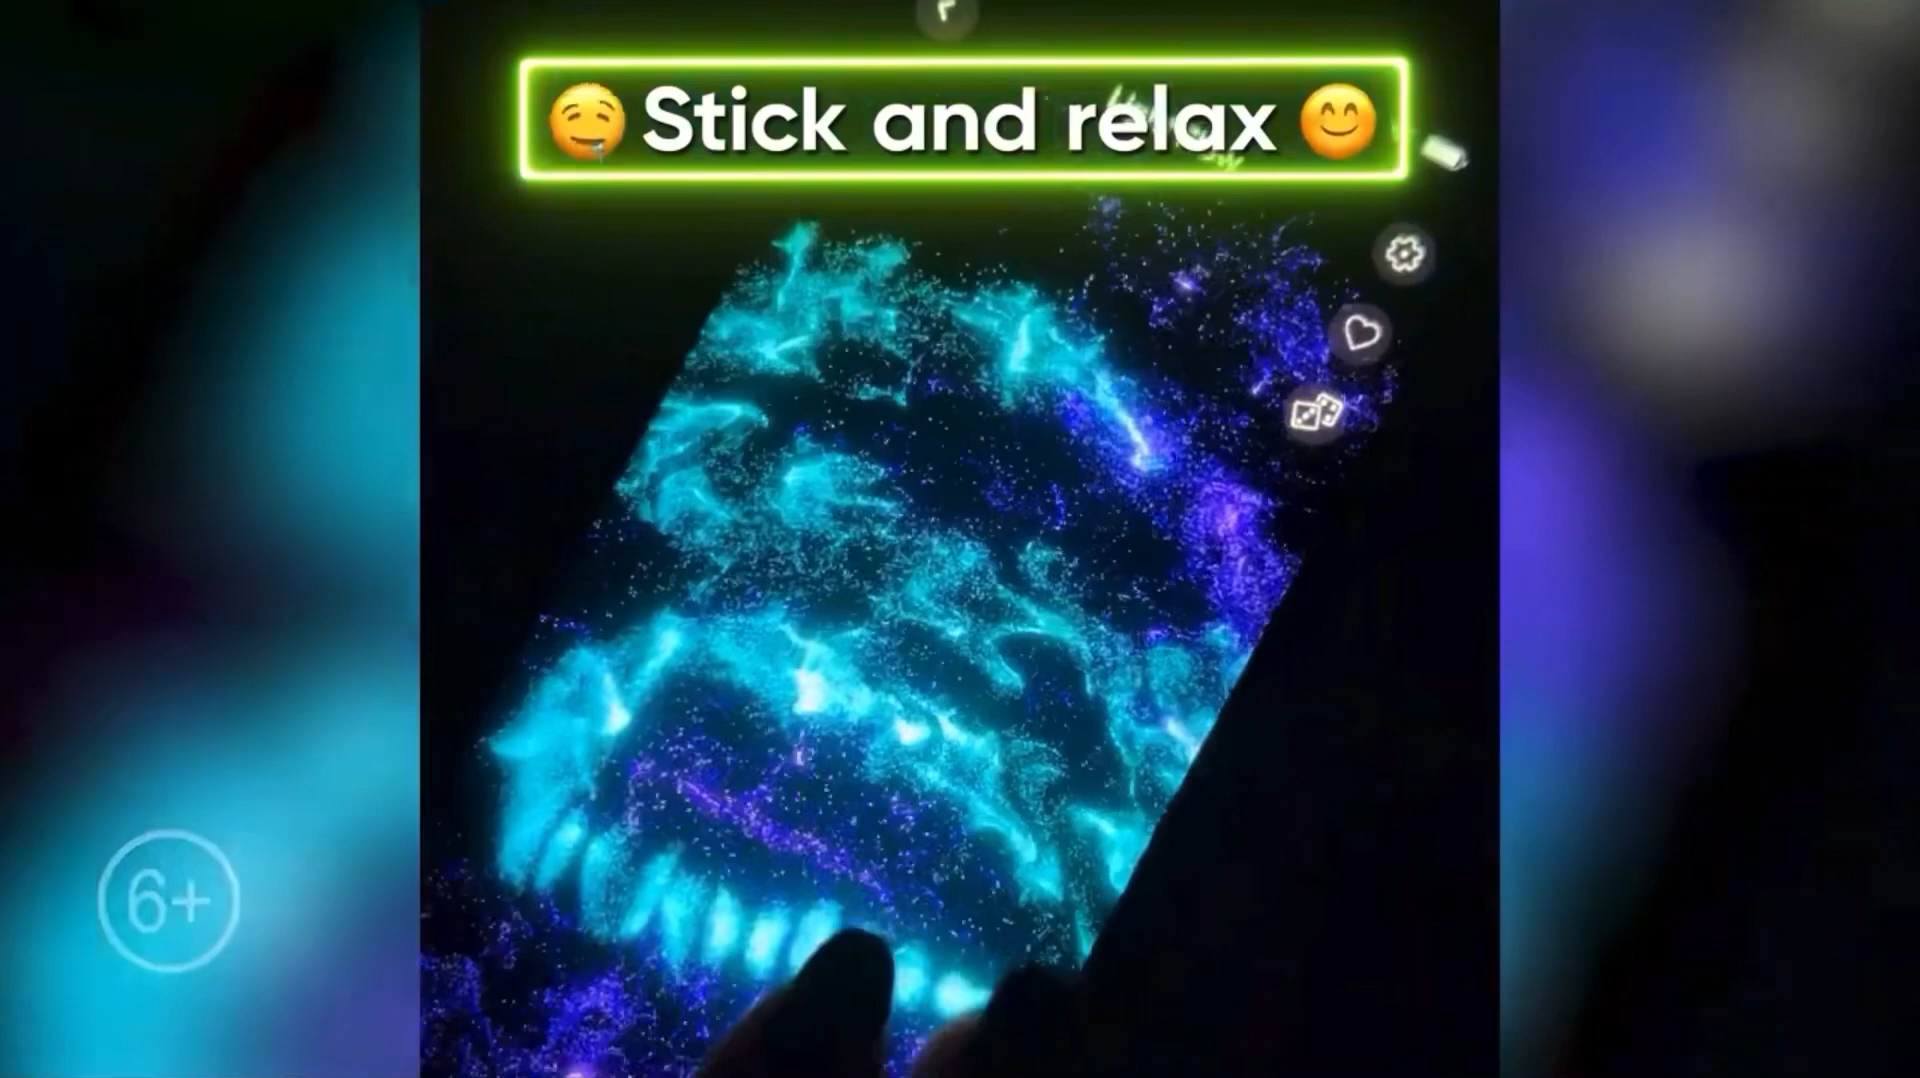 🤤 Stick and relax 😊
6+